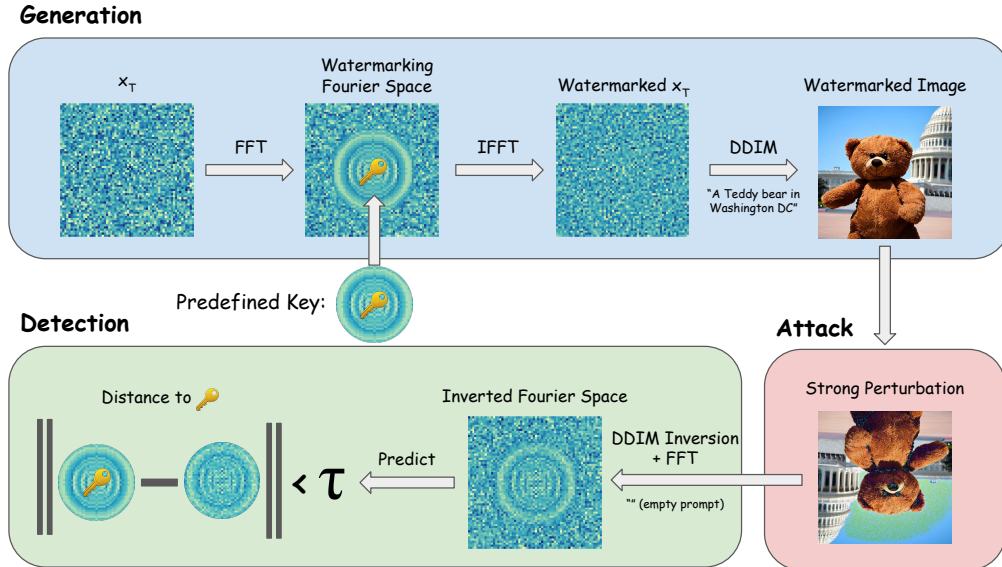 Generation
x_T
Watermarking
Fourier Space
Watermarked x_T
Watermarked Image
FFT
IFFT
DDIM
“A Teddy bear in
Washington DC”
Predefined Key:
Detection
Attack
Distance to
Inverted Fourier Space
Strong Perturbation
DDIM Inversion
+ FFT
Predict
< τ
“” (empty prompt)